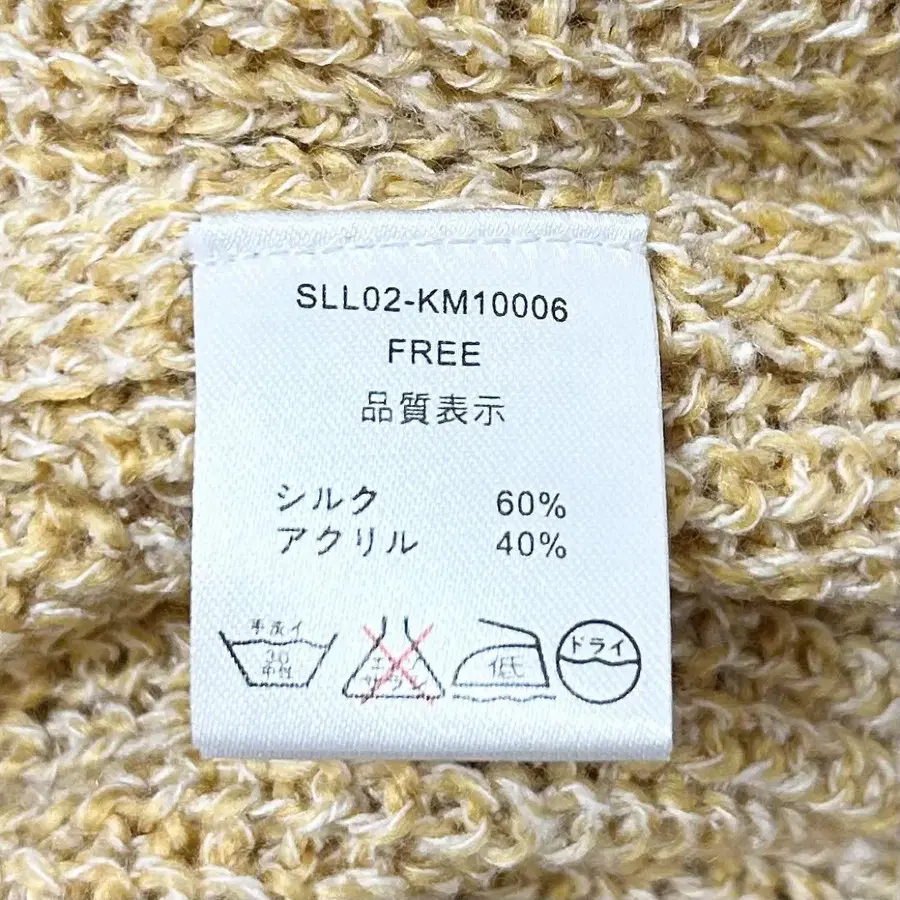 SLL02-KM10006
FREE
品質表示
シルク 60%
アクリル 40%
手洗イ
30
中性
エンソ
サラシ
低
ドライ